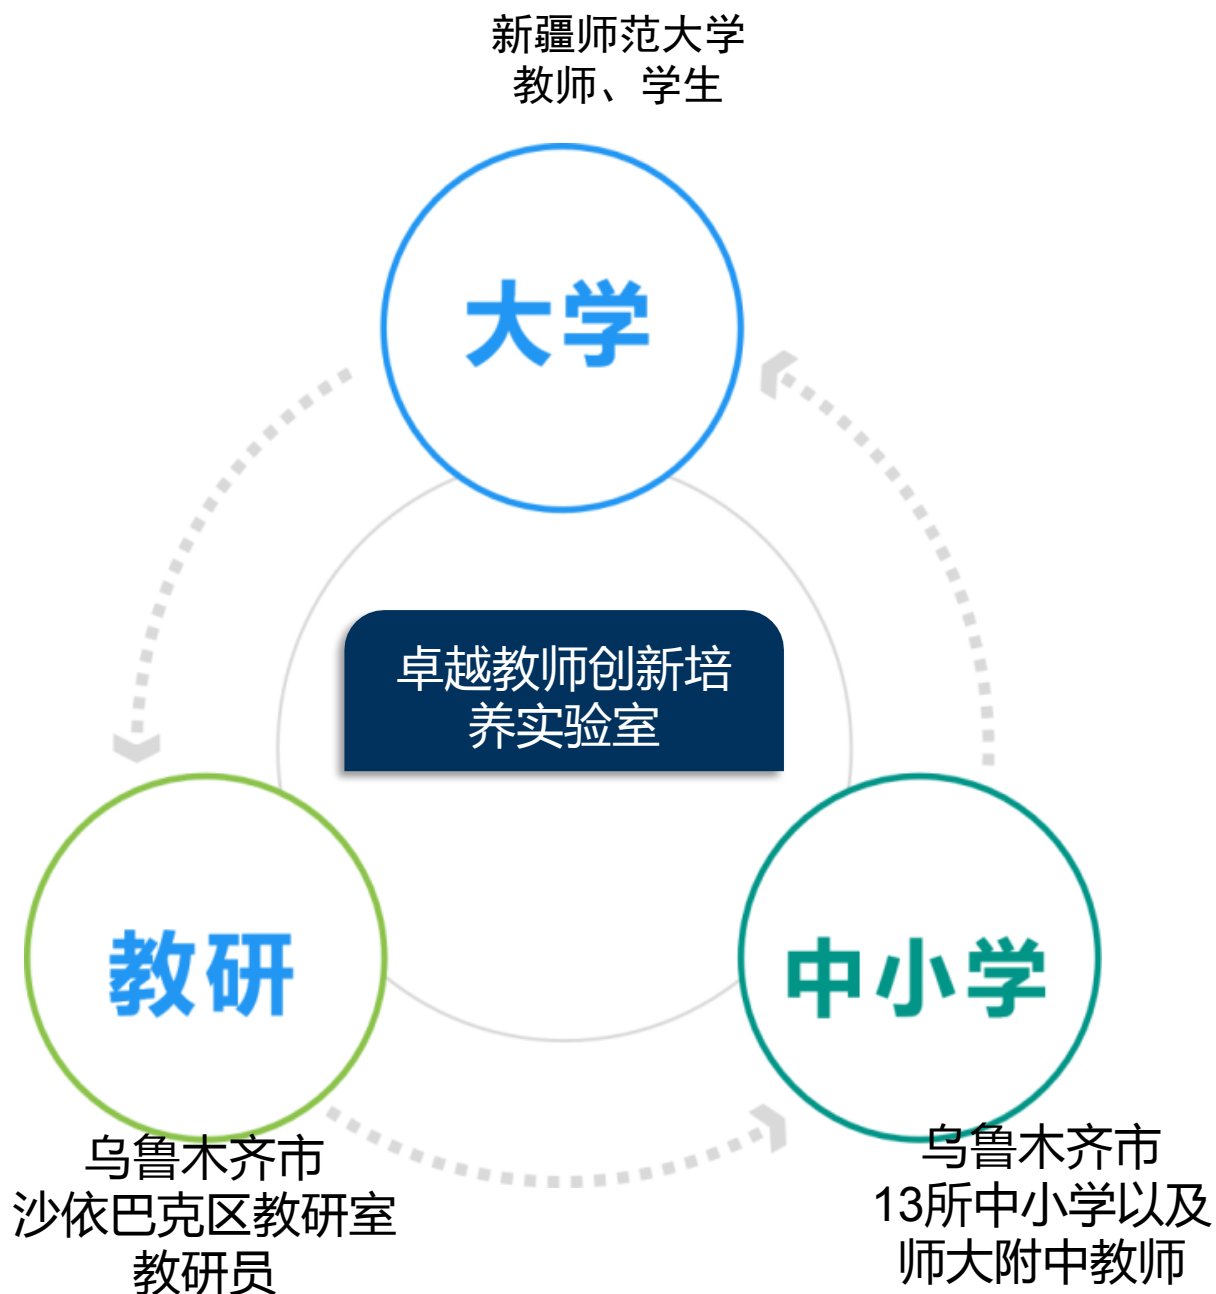 新疆师范大学
教师、学生
大学
卓越教师创新培
养实验室
教研
中小学
乌鲁木齐市
沙依巴克区教研室
教研员
乌鲁木齐市
13所中小学以及
师大附中教师